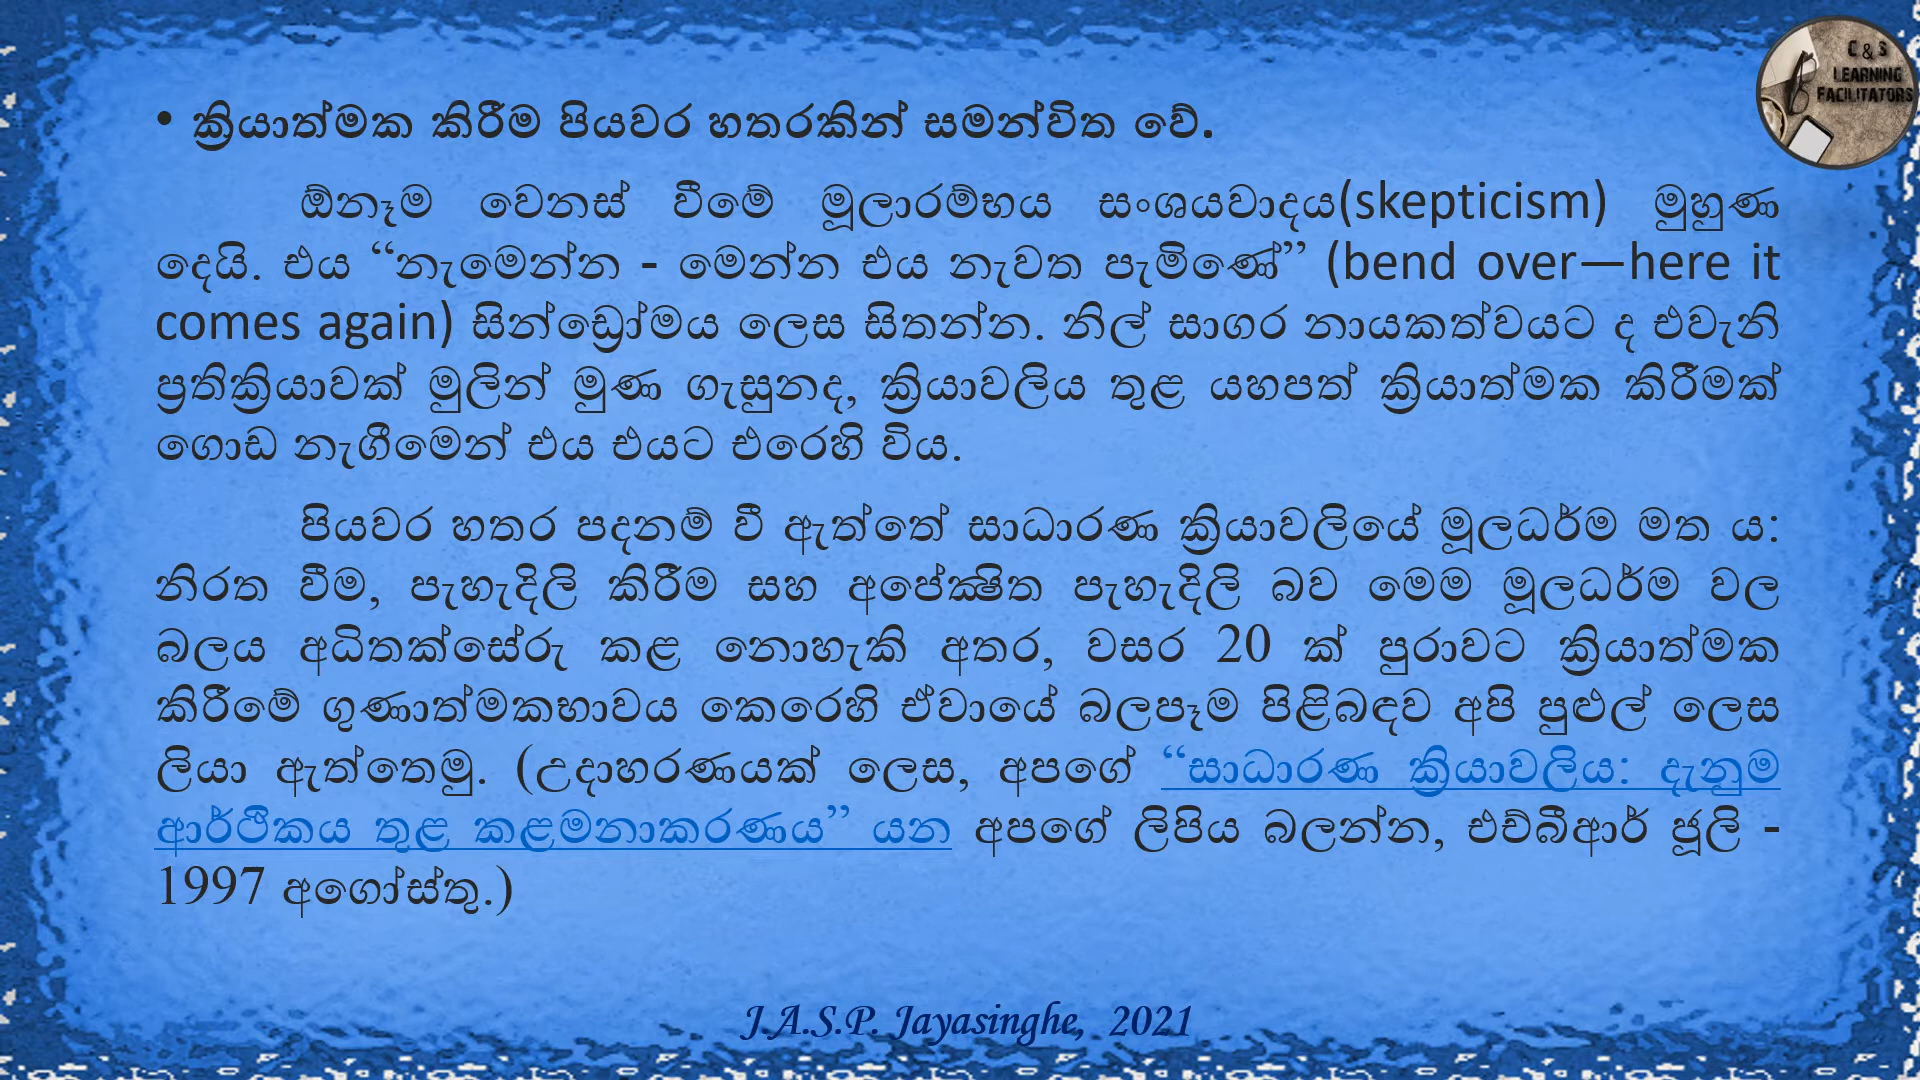 C & S
LEARNING
FACILITATORS
• ක්‍රියාත්මක කිරීම පියවර හතරකින් සමන්විත වේ.
ඕනෑම වෙනස් වීමේ මූලාරම්භය සංශයවාදය(skepticism) මුහුණ
දෙයි. එය “නැමෙන්න - මෙන්න එය නැවත පැමිණේ” (bend over—here it
comes again) සින්ඩ්‍රෝමය ලෙස සිතන්න. නිල් සාගර නායකත්වයට ද එවැනි
ප්‍රතික්‍රියාවක් මුලින් මුණ ගැසුනද, ක්‍රියාවලිය තුළ යහපත් ක්‍රියාත්මක කිරීමක්
ගොඩ නැගීමෙන් එය එයට එරෙහි විය.
පියවර හතර පදනම් වී ඇත්තේ සාධාරණ ක්‍රියාවලියේ මූලධර්ම මත ය:
නිරත වීම, පැහැදිලි කිරීම සහ අපේක්‍ෂිත පැහැදිලි බව මෙම මූලධර්ම වල
බලය අධිතක්සේරු කළ නොහැකි අතර, වසර 20 ක් පුරාවට ක්‍රියාත්මක
කිරීමේ ගුණාත්මකභාවය කෙරෙහි ඒවායේ බලපෑම පිළිබඳව අපි පුළුල් ලෙස
ලියා ඇත්තෙමු. (උදාහරණයක් ලෙස, අපගේ “සාධාරණ ක්‍රියාවලිය: දැනුම
ආර්ථිකය තුළ කළමනාකරණය” යන අපගේ ලිපිය බලන්න, එච්බීආර් ජූලි -
1997 අගෝස්තු.)
J.A.S.P. Jayasinghe, 2021